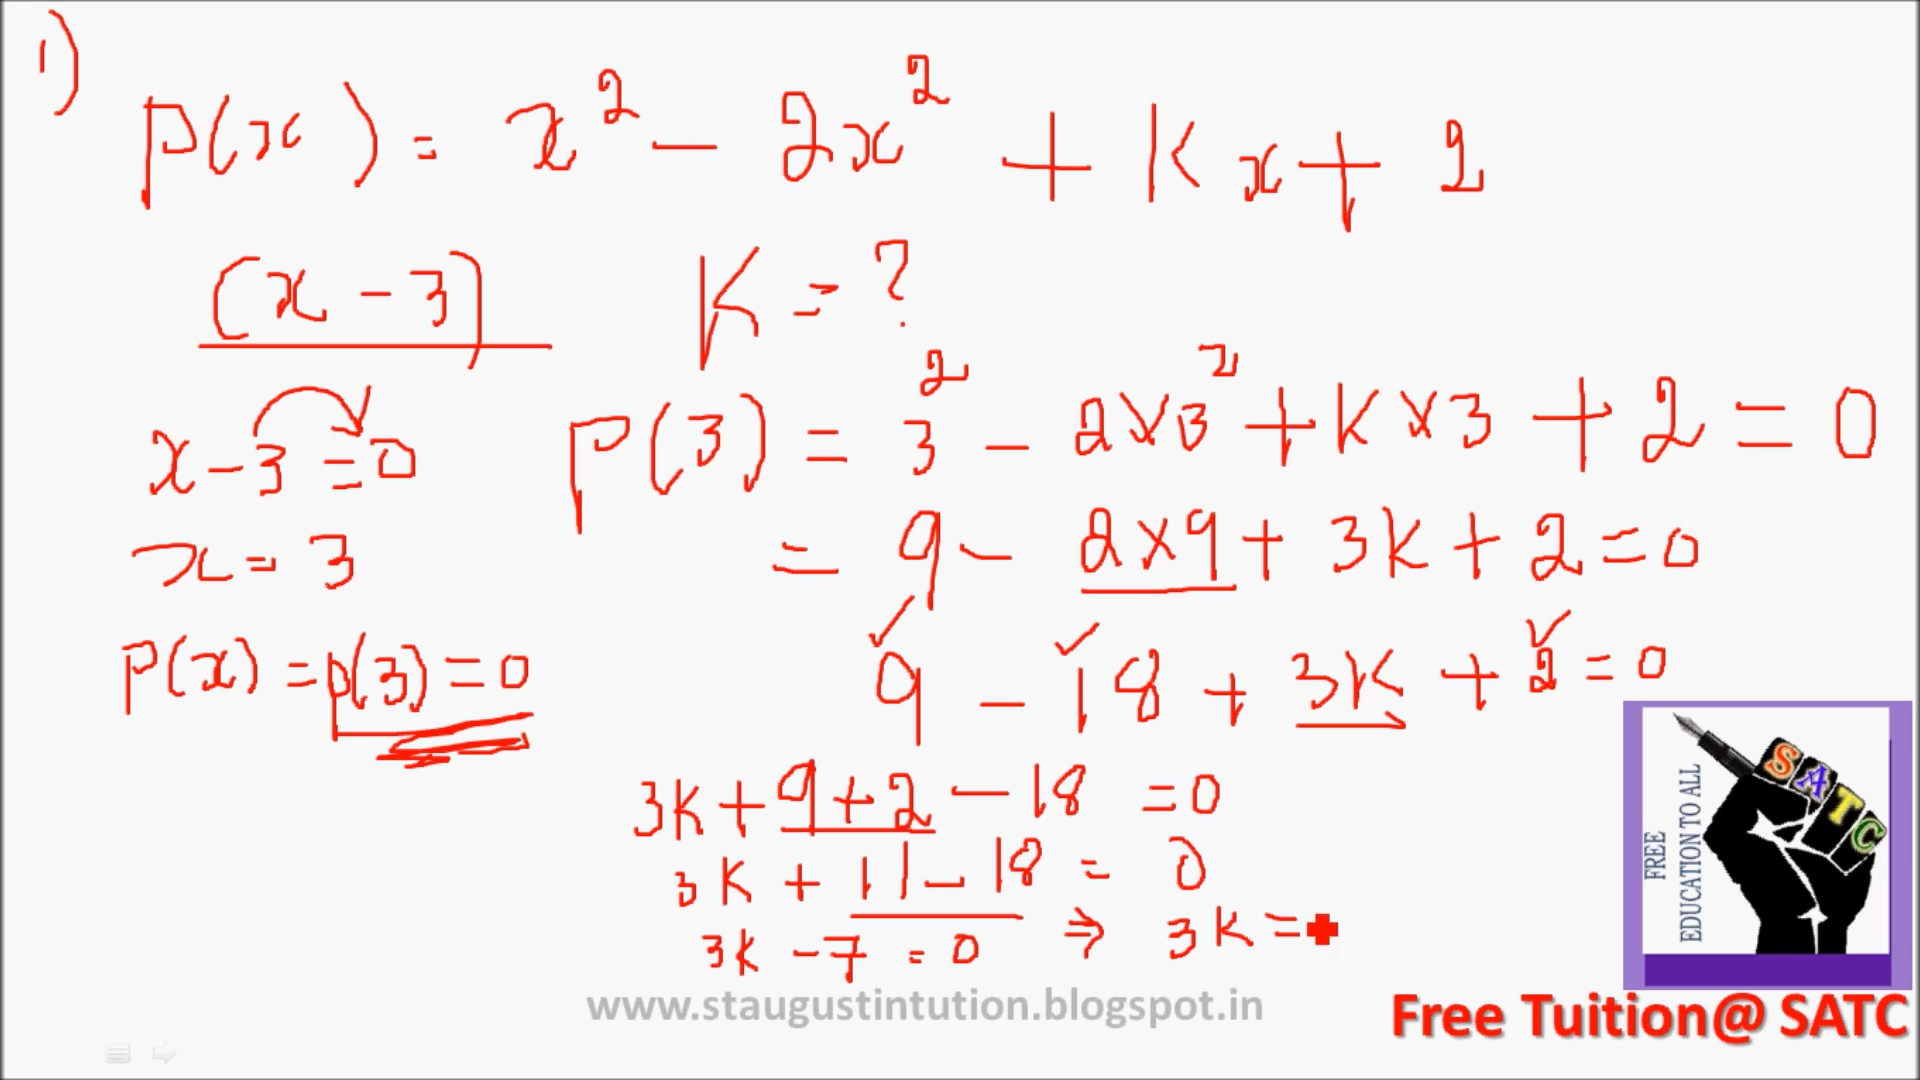 1)
P(x) = x² - 2x² + Kx + 2
(x - 3)
K = ?
x - 3 = 0
x = 3
P(x) = P(3) = 0
P(3) = 3² - 2×3² + K×3 + 2 = 0
= 9 - 2×9 + 3K + 2 = 0
9 - 18 + 3K + 2 = 0
3K + 9 + 2 - 18 = 0
3K + 11 - 18 = 0
3K - 7 = 0 ⇒ 3K =
FREE
EDUCATION TO ALL
SATC
www.staugustintution.blogspot.in
Free Tuition@ SATC